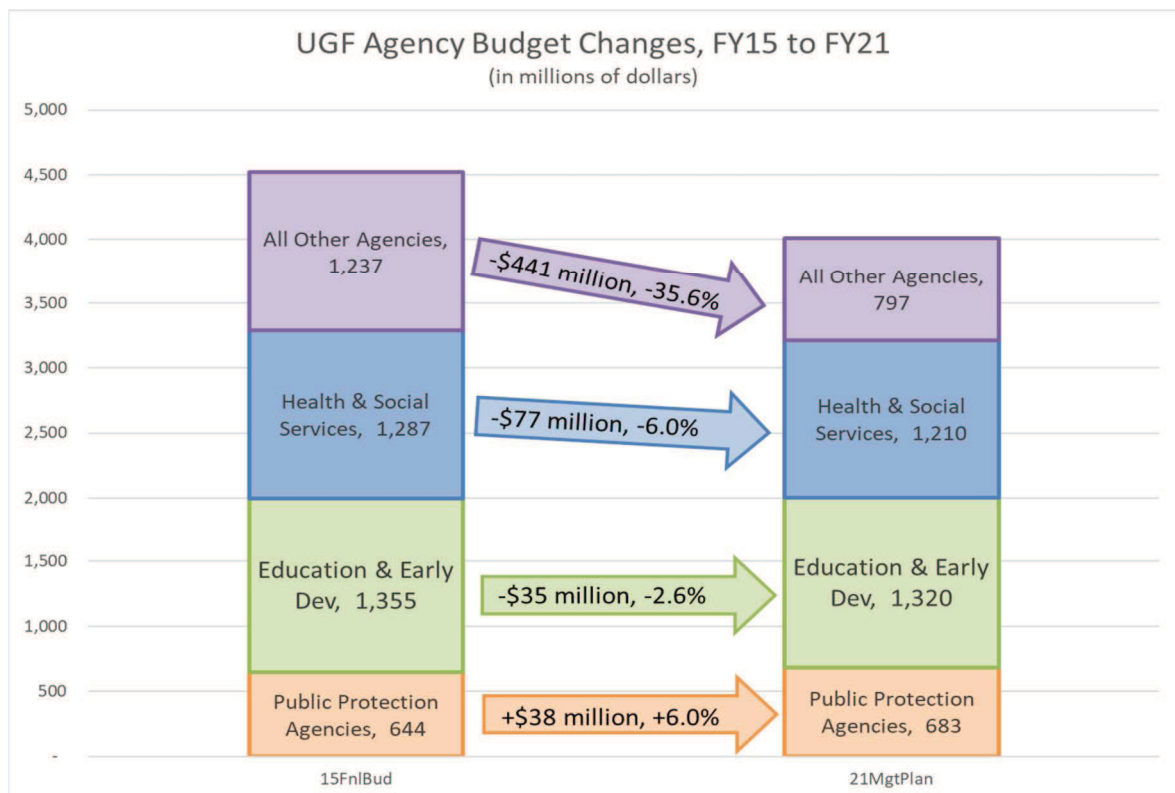 UGF Agency Budget Changes, FY15 to FY21
(in millions of dollars)
5,000
4,500
4,000
3,500
3,000
2,500
2,000
1,500
1,000
500
-
All Other Agencies,
1,237
Health & Social
Services, 1,287
Education & Early
Dev, 1,355
Public Protection
Agencies, 644
-$441 million, -35.6%
-$77 million, -6.0%
-$35 million, -2.6%
+$38 million, +6.0%
All Other Agencies,
797
Health & Social
Services, 1,210
Education & Early
Dev, 1,320
Public Protection
Agencies, 683
15FnlBud
21MgtPlan